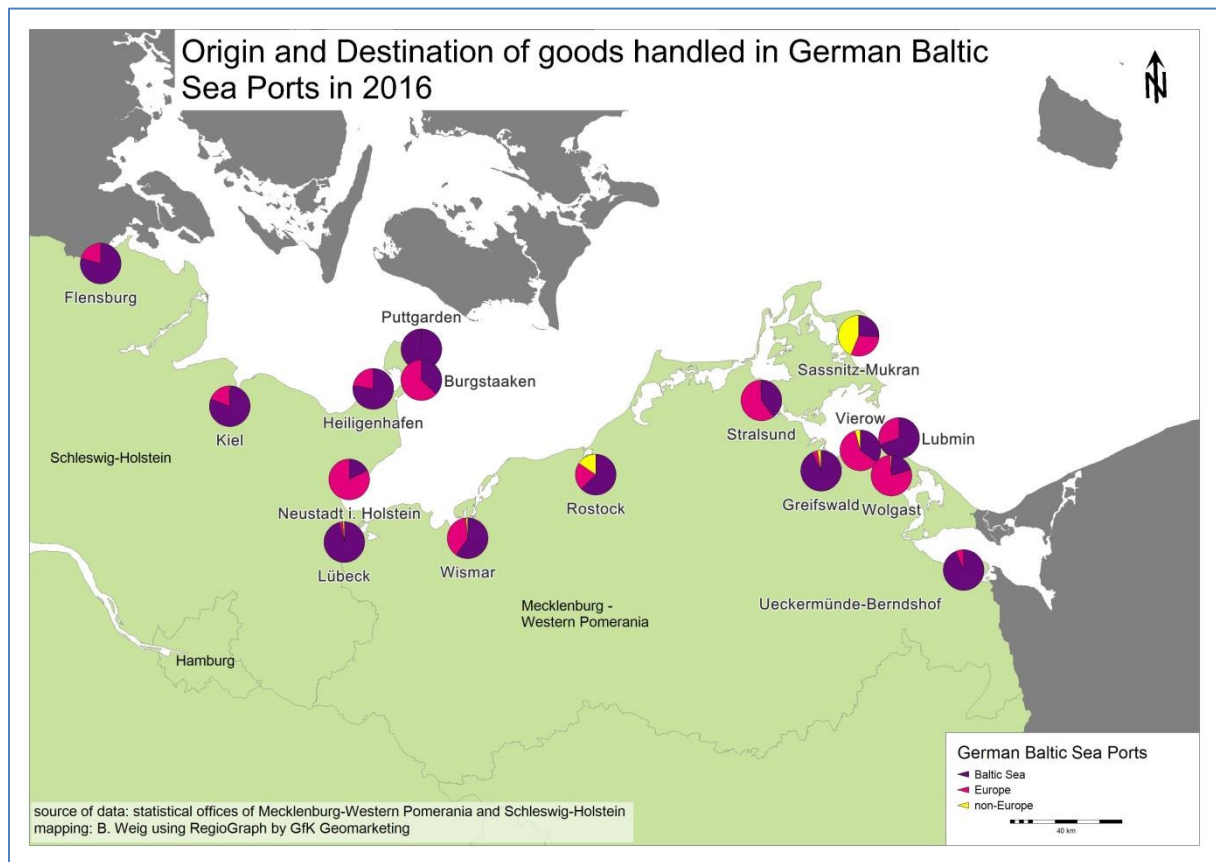 Origin and Destination of goods handled in German Baltic
Sea Ports in 2016
N
Flensburg
Puttgarden
Burgstaaken
Heiligenhafen
Kiel
Schleswig-Holstein
Neustadt i. Holstein
Lübeck
Wismar
Rostock
Stralsund
Sassnitz-Mukran
Vierow
Lubmin
Greifswald
Wolgast
Ueckermünde-Berndshof
Mecklenburg -
Western Pomerania
Hamburg
German Baltic Sea Ports
Baltic Sea
Europe
non-Europe
40 km
source of data: statistical offices of Mecklenburg-Western Pomerania and Schleswig-Holstein
mapping: B. Weig using RegioGraph by GfK Geomarketing